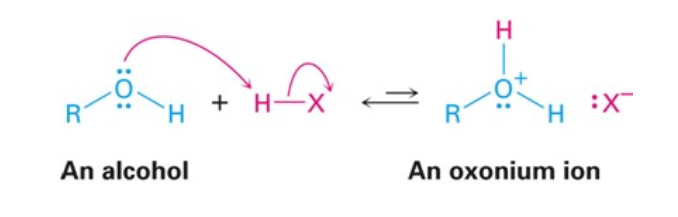 H
R Ö: H + H—X ⇌ R O⁺ H :X⁻
An alcohol An oxonium ion